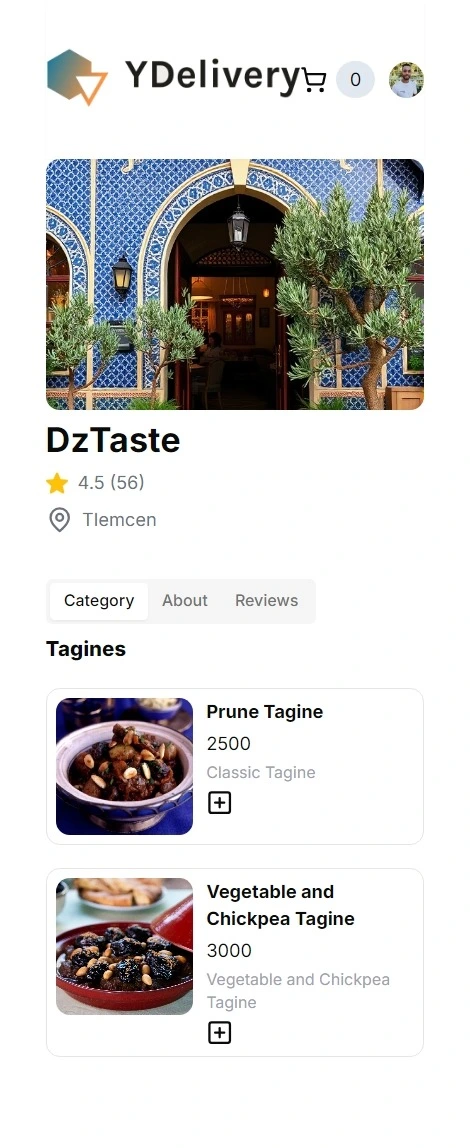 YDelivery
0
DzTaste
4.5 (56)
Tlemcen
Category About Reviews
Tagines
Prune Tagine
2500
Classic Tagine
Vegetable and
Chickpea Tagine
3000
Vegetable and Chickpea
Tagine